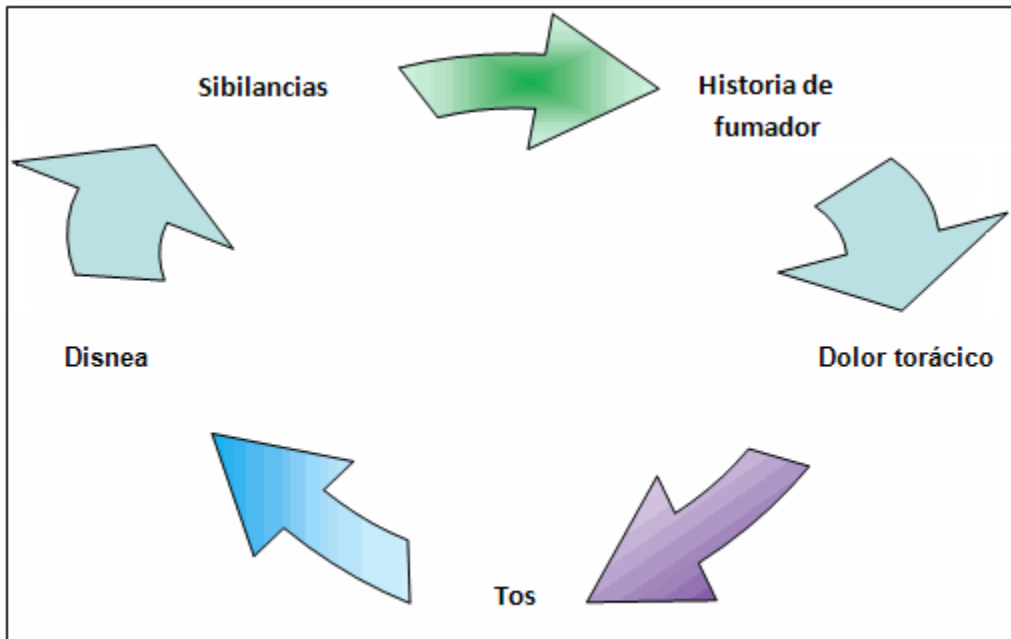 Sibilancias
Historia de
fumador
Disnea
Dolor torácico
Tos